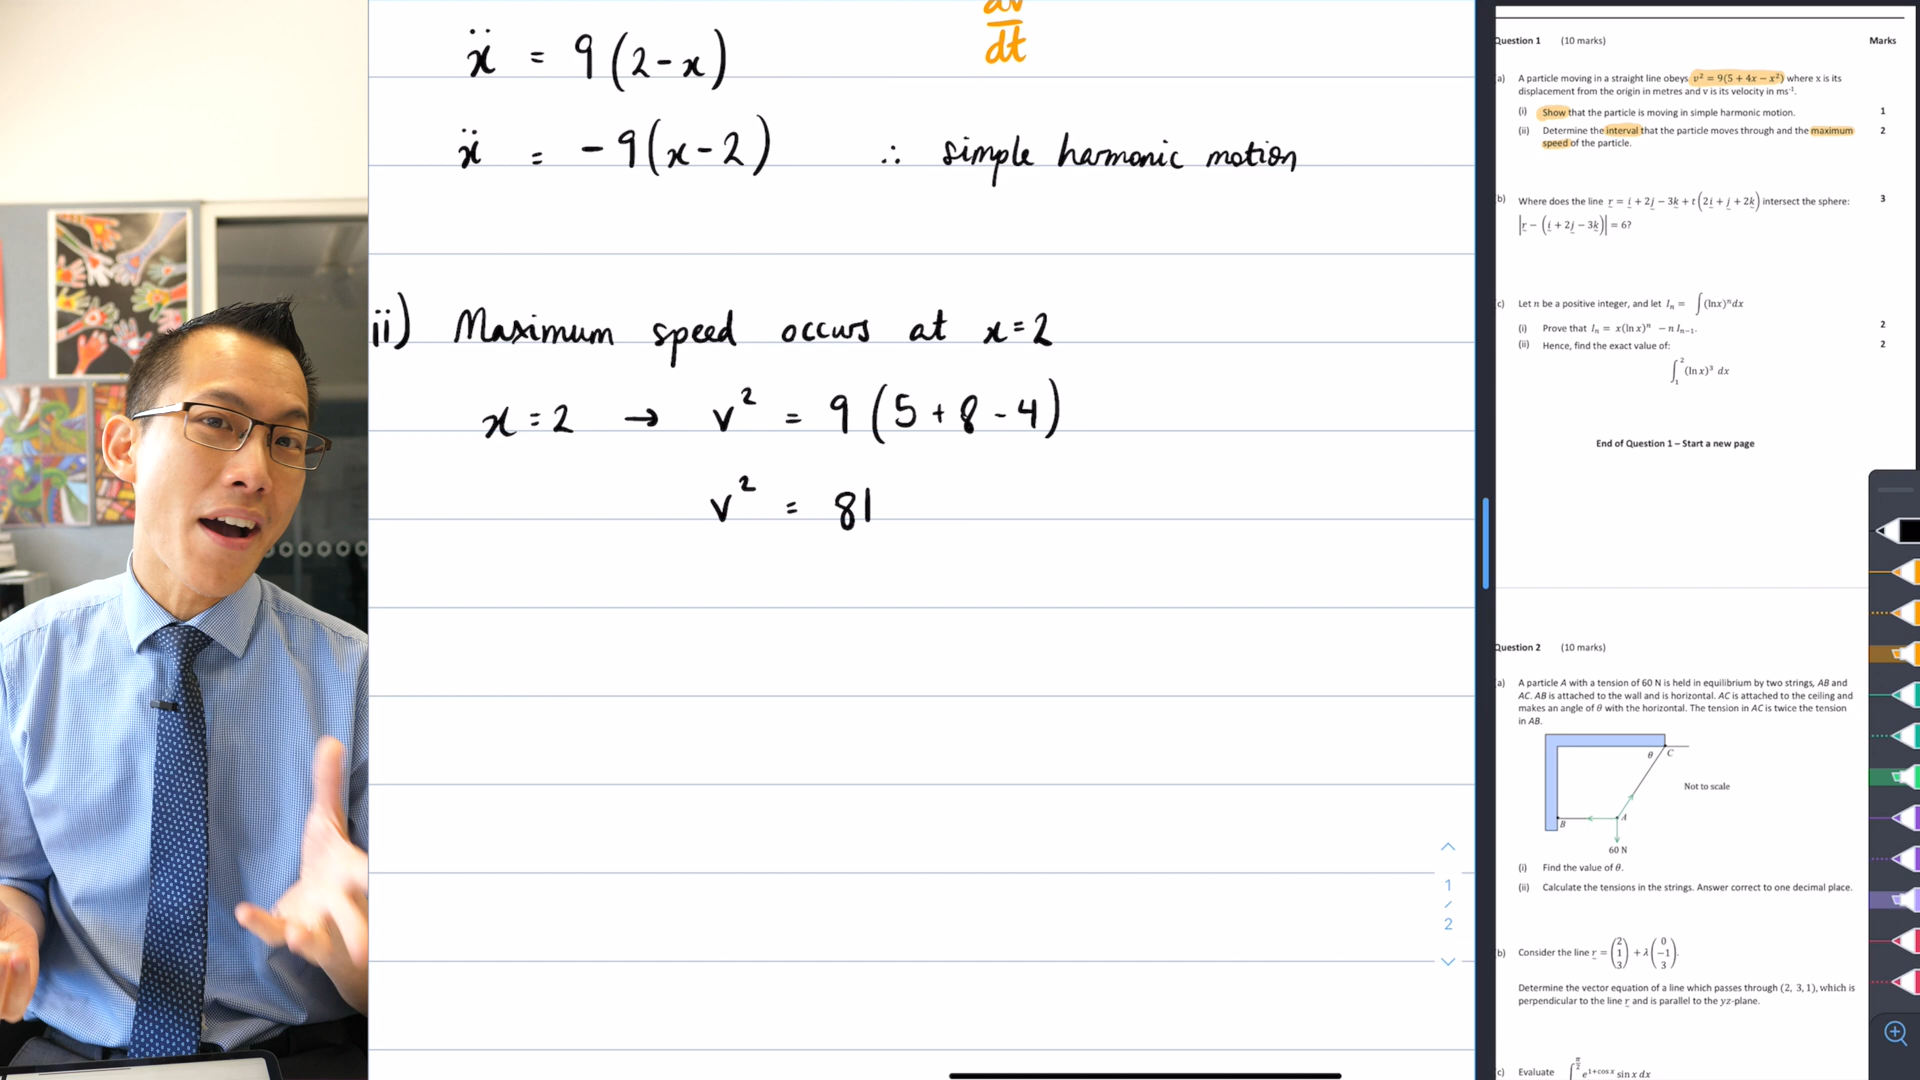 dv
dt
ẍ = 9(2-x)
ẍ = -9(x-2) ∴ simple harmonic motion
ii) Maximum speed occurs at x=2
x=2 → v² = 9(5+8-4)
v² = 81
1
/
2
Question 1 (10 marks) Marks
a) A particle moving in a straight line obeys v² = 9(5 + 4x − x²) where x is its
displacement from the origin in metres and v is its velocity in ms⁻¹.
(i) Show that the particle is moving in simple harmonic motion. 1
(ii) Determine the interval that the particle moves through and the maximum 2
speed of the particle.
b) Where does the line r = i + 2j − 3k + t(2i + j + 2k) intersect the sphere: 3
|r − (i + 2j − 3k)| = 6?
c) Let n be a positive integer, and let Iₙ = ∫(lnx)ⁿdx
(i) Prove that Iₙ = x(ln x)ⁿ − n Iₙ₋₁. 2
(ii) Hence, find the exact value of: 2
∫₁² (ln x)³ dx
End of Question 1 – Start a new page
Question 2 (10 marks)
a) A particle A with a tension of 60 N is held in equilibrium by two strings, AB and
AC. AB is attached to the wall and is horizontal. AC is attached to the ceiling and
makes an angle of θ with the horizontal. The tension in AC is twice the tension
in AB.
θ C
Not to scale
B A
60 N
(i) Find the value of θ.
(ii) Calculate the tensions in the strings. Answer correct to one decimal place.
b) Consider the line r = (2 1 3) + λ(0 −1 3).
Determine the vector equation of a line which passes through (2, 3, 1), which is
perpendicular to the line r and is parallel to the yz-plane.
c) Evaluate ∫ e¹⁺ᶜᵒˢˣ sin x dx